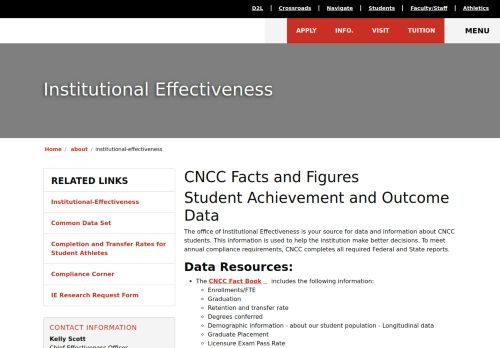 D2L | Crossroads | Navigate | Students | Faculty/Staff | Athletics
APPLY INFO. VISIT TUITION MENU
Institutional Effectiveness
Home / about / institutional-effectiveness
RELATED LINKS
Institutional-Effectiveness
Common Data Set
Completion and Transfer Rates for
Student Athletes
Compliance Corner
IE Research Request Form
CONTACT INFORMATION
Kelly Scott
Chief Effectiveness Officer
CNCC Facts and Figures
Student Achievement and Outcome
Data
The office of Institutional Effectiveness is your source for data and information about CNCC
students. This information is used to help the institution make better decisions. To meet
annual compliance requirements, CNCC completes all required Federal and State reports.
Data Resources:
The CNCC Fact Book includes the following information:
Enrollments/FTE
Graduation
Retention and transfer rate
Degrees conferred
Demographic information - about our student population - Longitudinal data
Graduate Placement
Licensure Exam Pass Rate